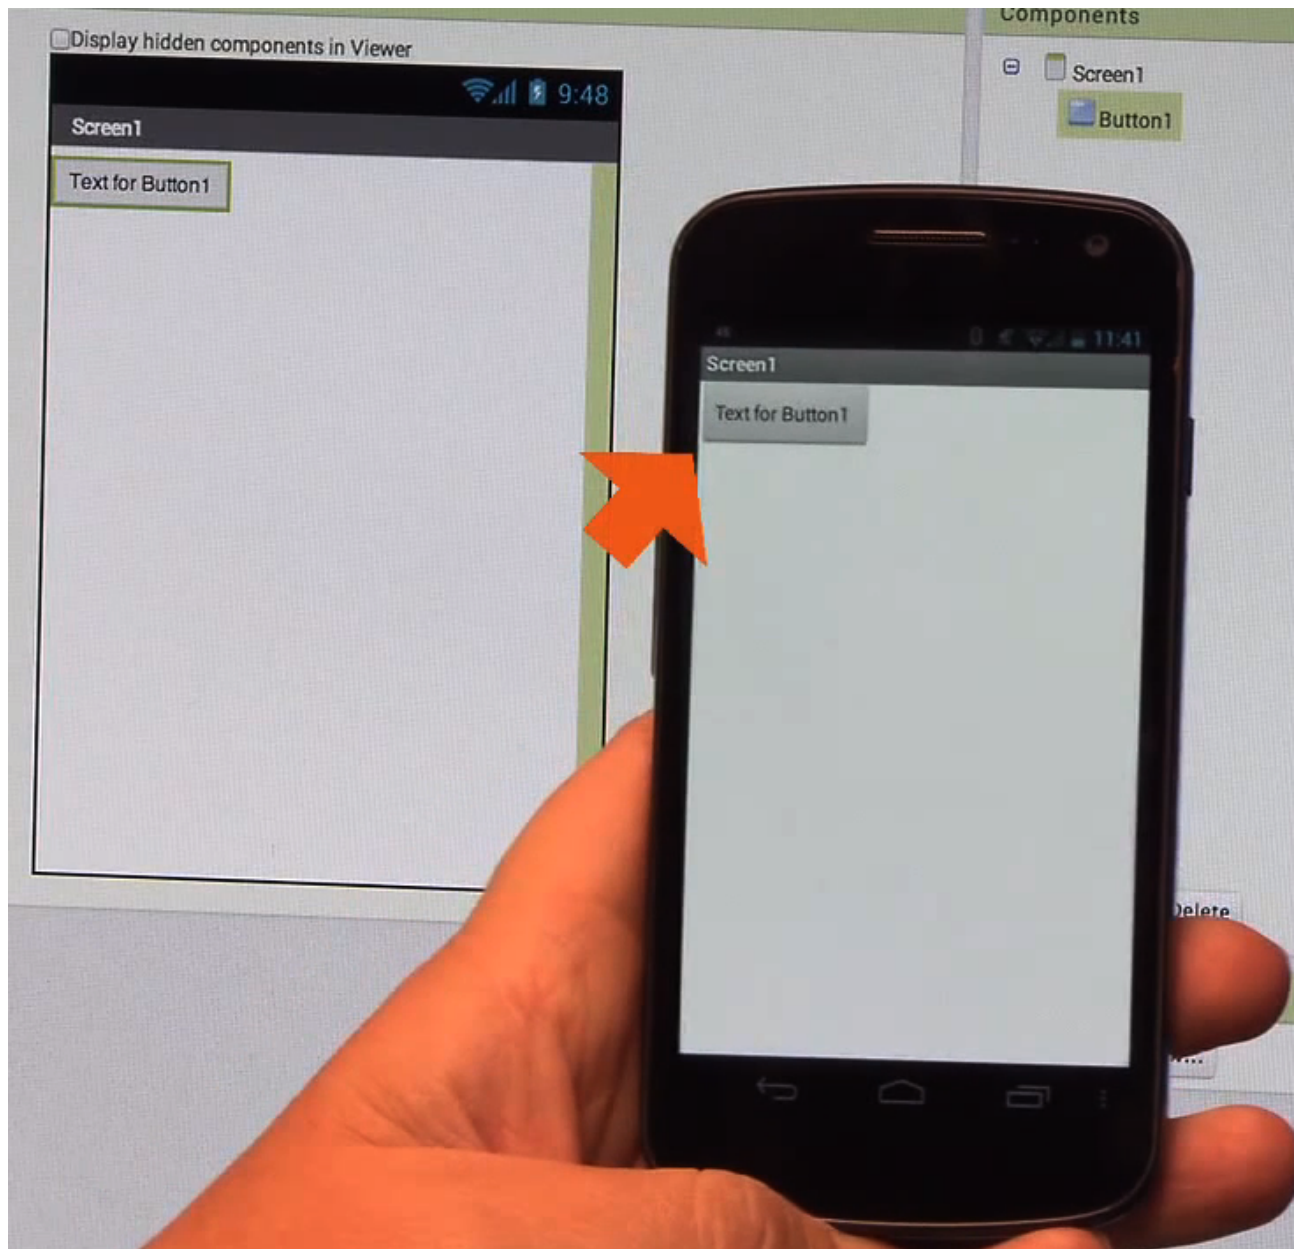 Display hidden components in Viewer
9:48
Screen1
Text for Button1
Components
Screen1
Button1
11:41
Screen1
Text for Button1
Delete